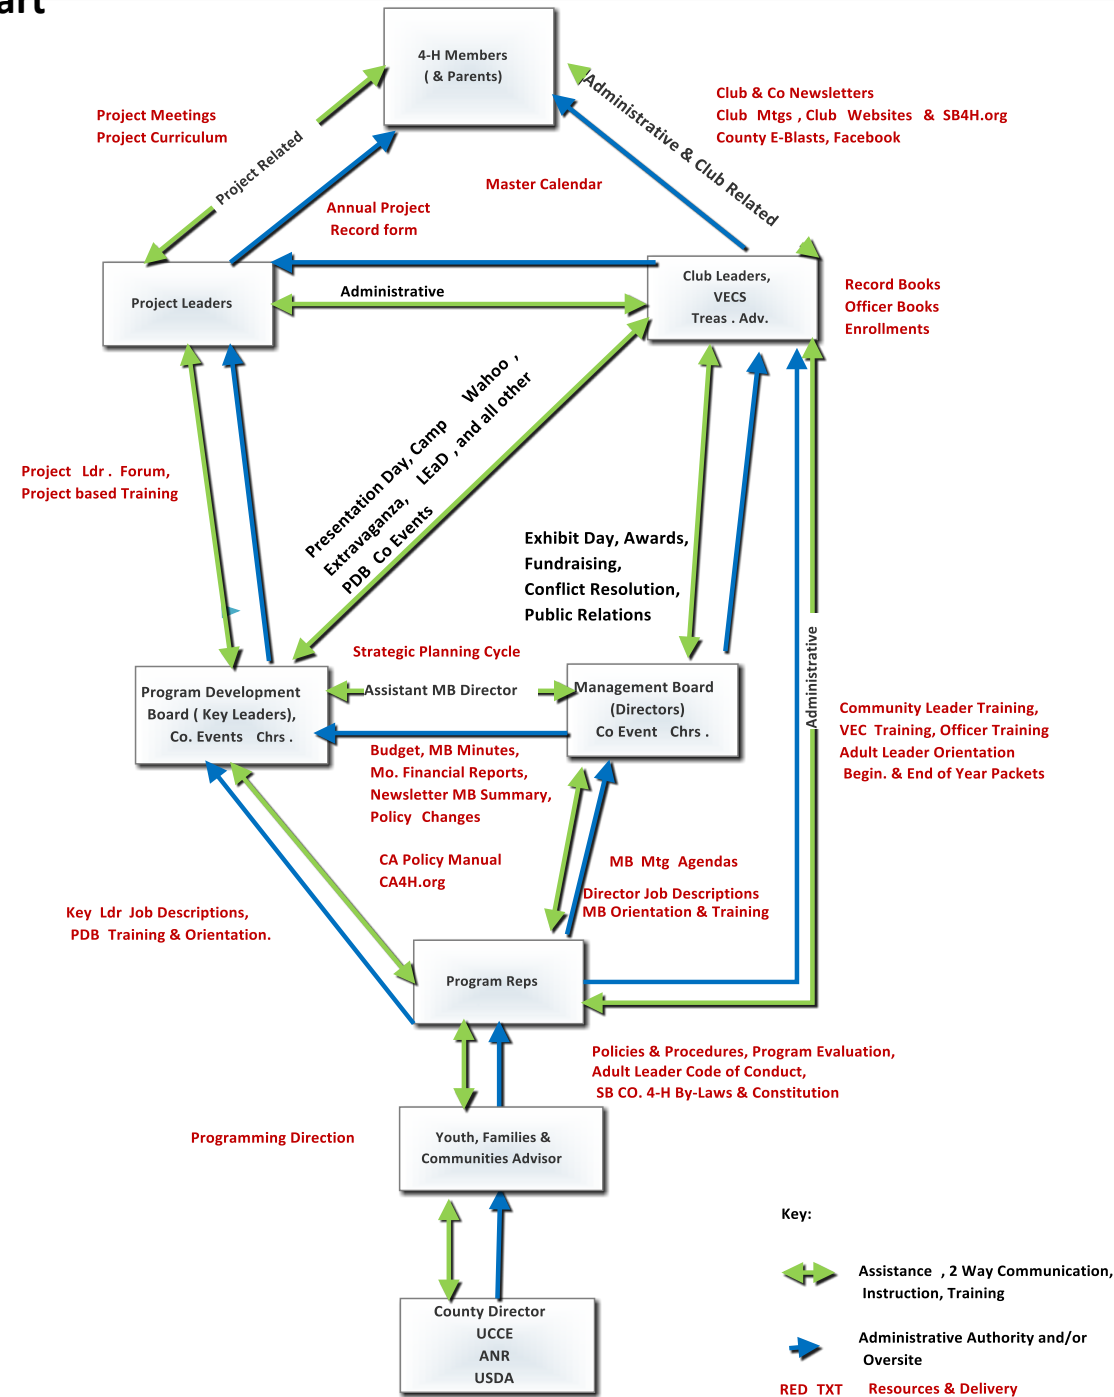 art
4-H Members
( & Parents)
Project Meetings
Project Curriculum
Project Related
Administrative & Club Related
Club & Co Newsletters
Club Mtgs , Club Websites & SB4H.org
County E-Blasts, Facebook
Master Calendar
Annual Project
Record form
Project Leaders
Administrative
Club Leaders,
VECS
Treas . Adv.
Record Books
Officer Books
Enrollments
Presentation Day, Camp Wahoo ,
Extravaganza, LEaD , and all other
PDB Co Events
Project Ldr . Forum,
Project based Training
Exhibit Day, Awards,
Fundraising,
Conflict Resolution,
Public Relations
Administrative
Strategic Planning Cycle
Program Development
Board ( Key Leaders),
Co. Events Chrs .
Assistant MB Director
Management Board
(Directors)
Co Event Chrs .
Community Leader Training,
VEC Training, Officer Training
Adult Leader Orientation
Begin. & End of Year Packets
Budget, MB Minutes,
Mo. Financial Reports,
Newsletter MB Summary,
Policy Changes
CA Policy Manual
CA4H.org
MB Mtg Agendas
Director Job Descriptions
MB Orientation & Training
Key Ldr Job Descriptions,
PDB Training & Orientation.
Program Reps
Policies & Procedures, Program Evaluation,
Adult Leader Code of Conduct,
SB CO. 4-H By-Laws & Constitution
Programming Direction
Youth, Families &
Communities Advisor
County Director
UCCE
ANR
USDA
Key:
Assistance , 2 Way Communication,
Instruction, Training
Administrative Authority and/or
Oversite
RED TXT Resources & Delivery